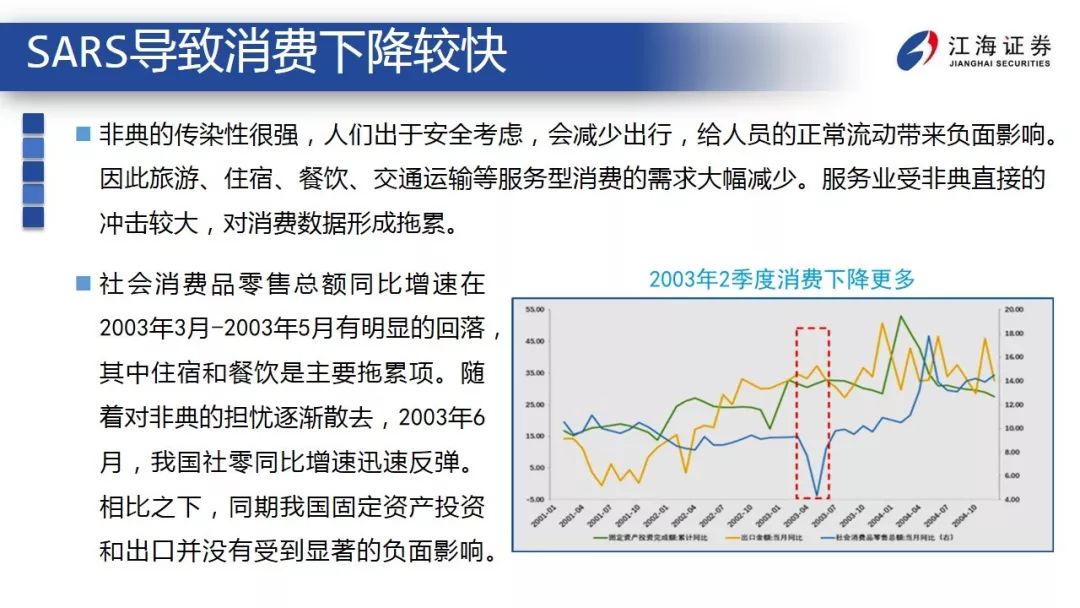 SARS导致消费下降较快
江海证券
JIANGHAI SECURITIES
非典的传染性很强，人们出于安全考虑，会减少出行，给人员的正常流动带来负面影响。
因此旅游、住宿、餐饮、交通运输等服务型消费的需求大幅减少。服务业受非典直接的
冲击较大，对消费数据形成拖累。
社会消费品零售总额同比增速在
2003年3月-2003年5月有明显的回落，
其中住宿和餐饮是主要拖累项。随
着对非典的担忧逐渐散去，2003年6
月，我国社零同比增速迅速反弹。
相比之下，同期我国固定资产投资
和出口并没有受到显著的负面影响。
2003年2季度消费下降更多
55.00
45.00
35.00
25.00
15.00
5.00
-5.00
20.00
18.00
16.00
14.00
12.00
10.00
8.00
6.00
4.00
2001-01
2001-04
2001-07
2001-10
2002-01
2002-04
2002-07
2002-10
2003-01
2003-04
2003-07
2003-10
2004-01
2004-04
2004-07
2004-10
固定资产投资完成额:累计同比
出口金额:当月同比
社会消费品零售总额:当月同比（右）